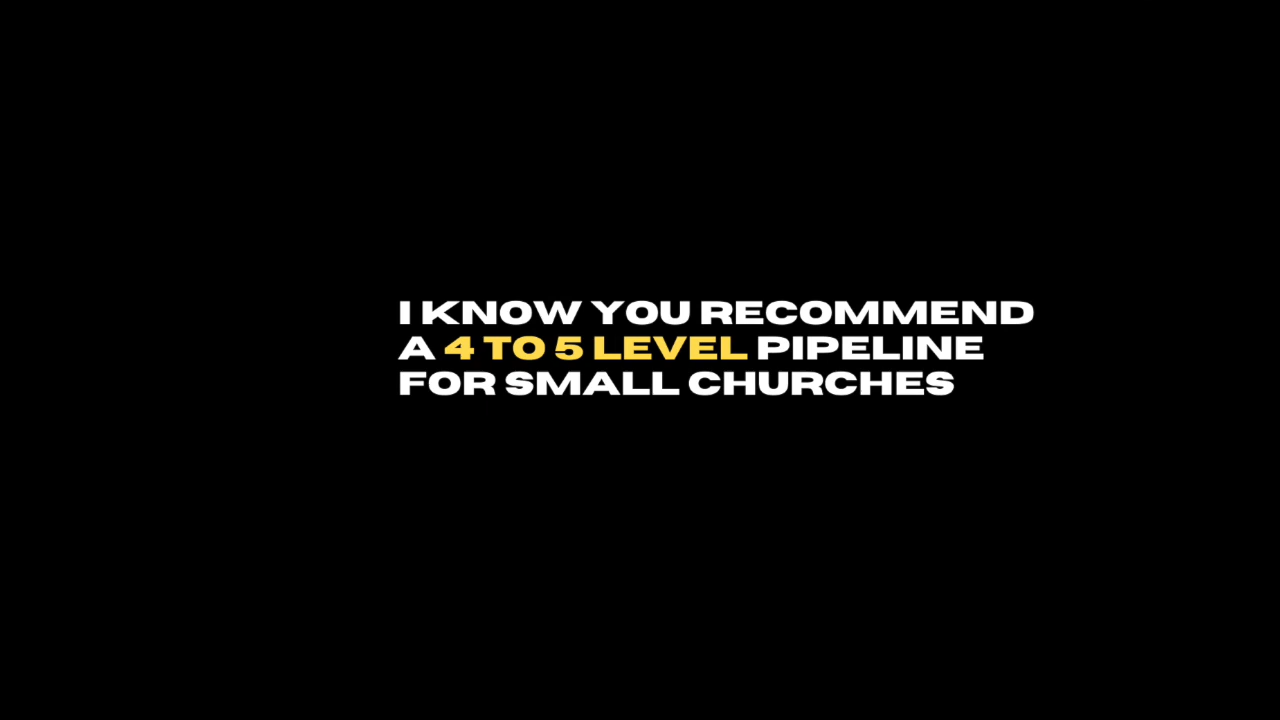 I KNOW YOU RECOMMEND
A 4 TO 5 LEVEL PIPELINE
FOR SMALL CHURCHES